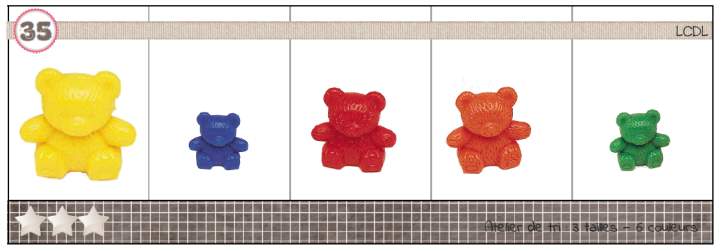 35
LCDL
Atelier de tri : 3 tailles - 6 couleurs